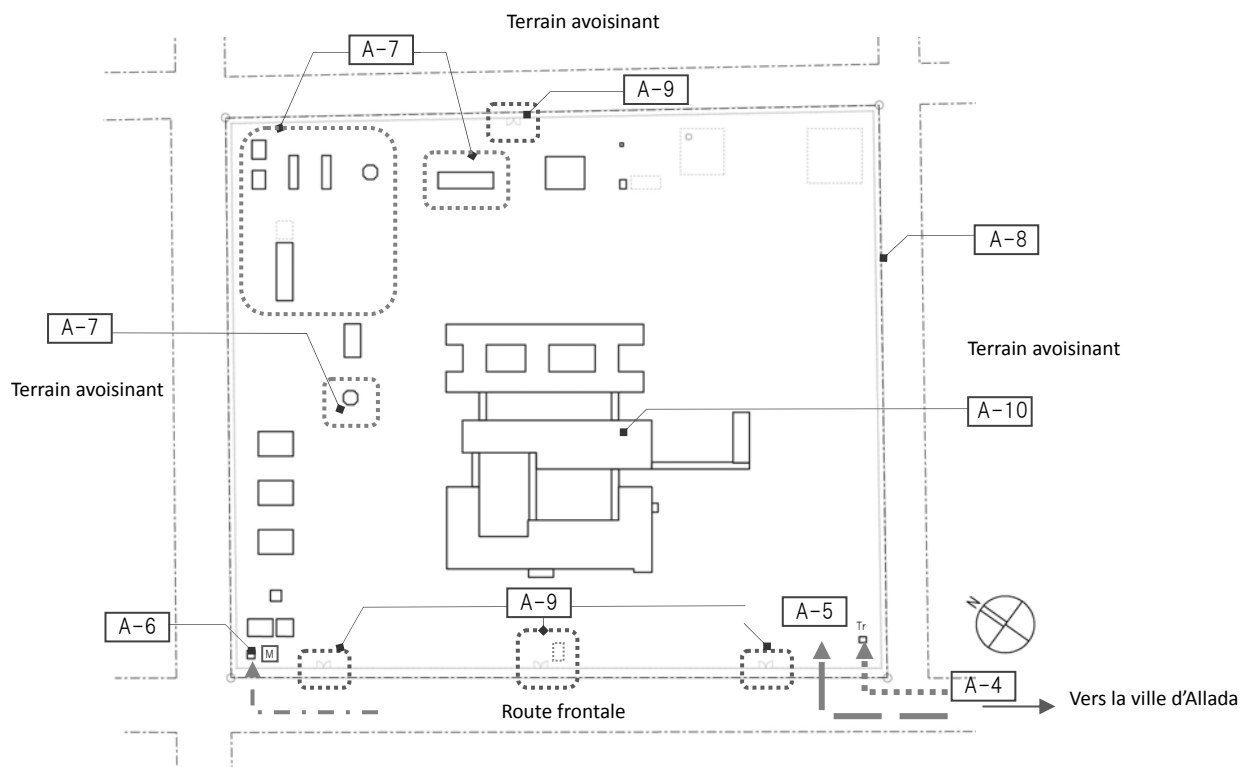 Terrain avoisinant
A-7
A-9
A-8
A-7
Terrain avoisinant
Terrain avoisinant
A-10
A-9
A-5
A-6
M
Tr
N
A-4
Vers la ville d'Allada
Route frontale